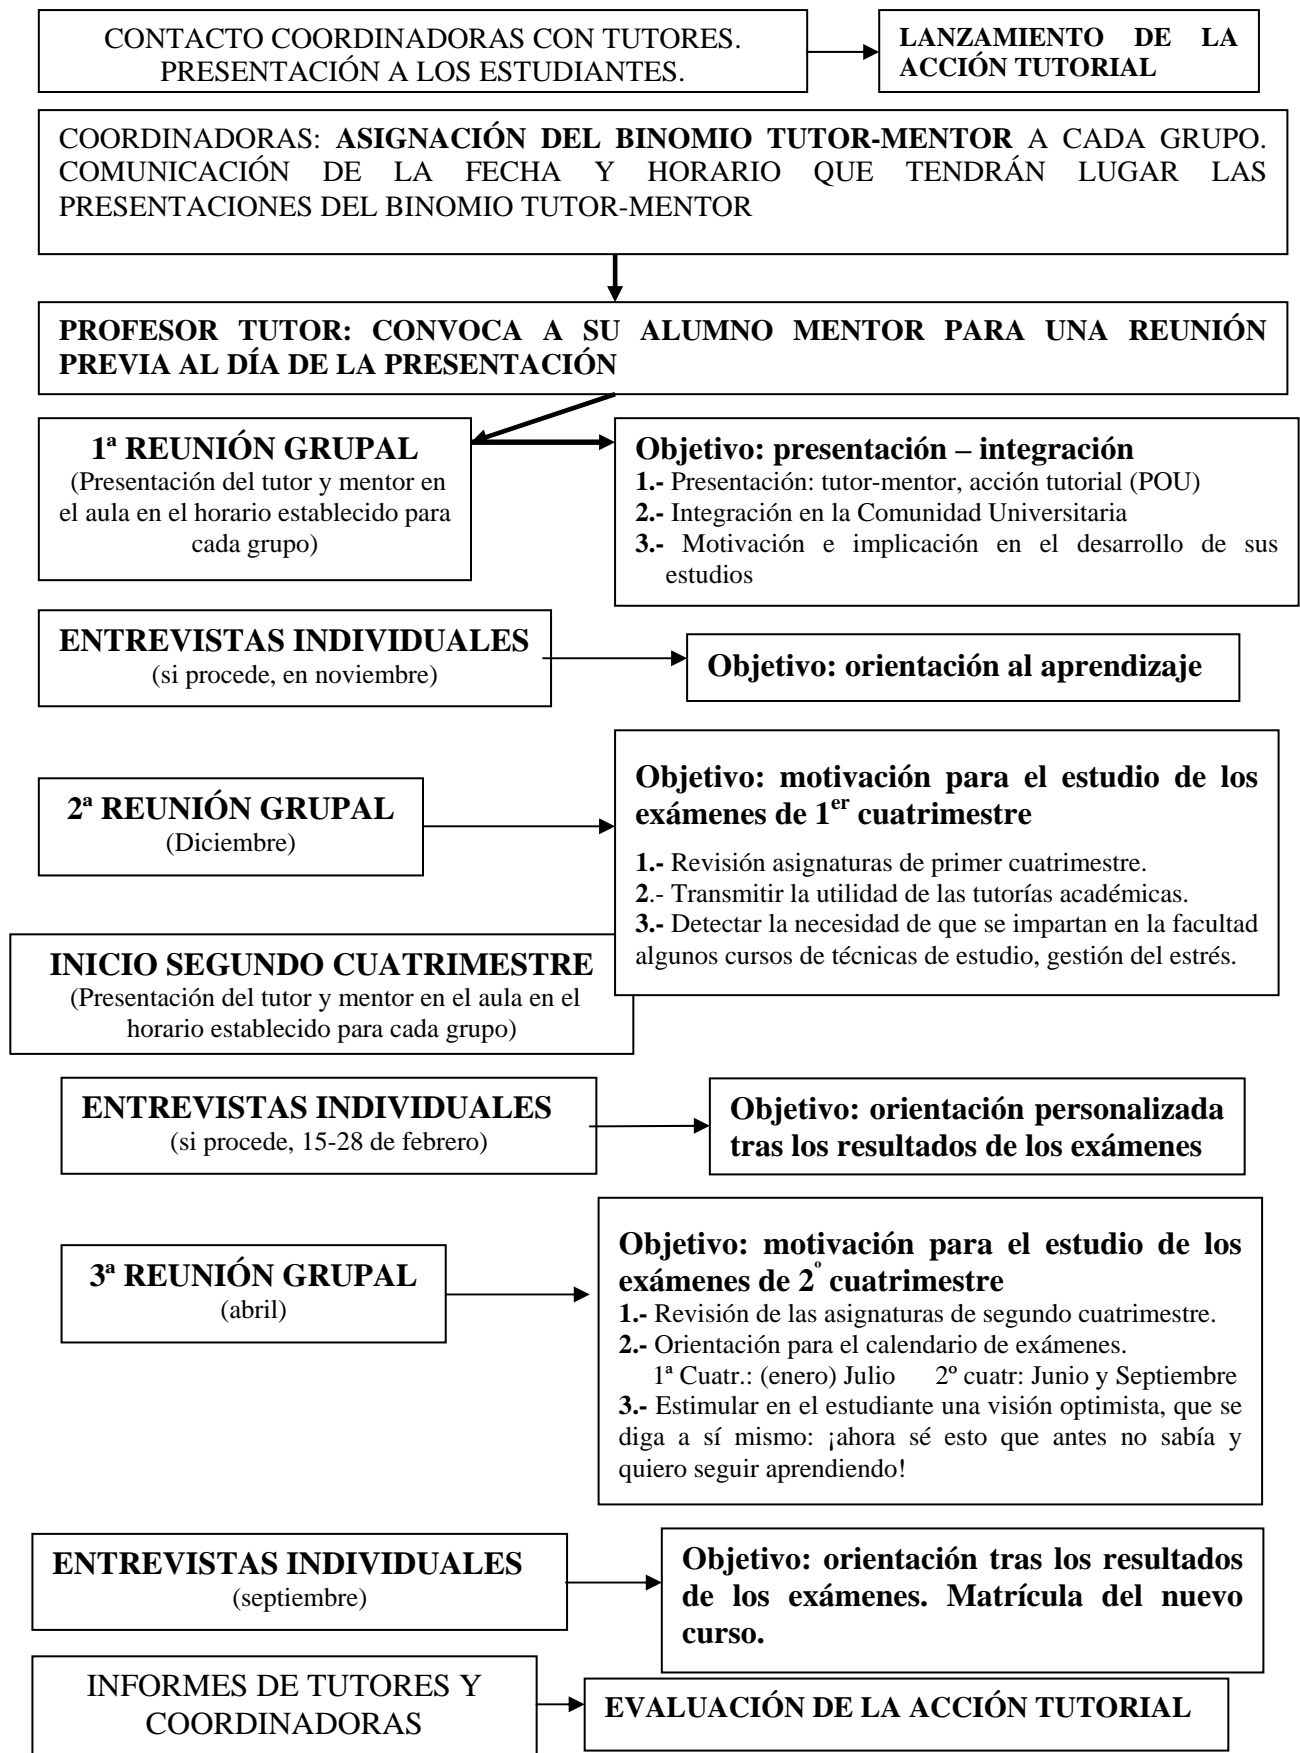 CONTACTO COORDINADORAS CON TUTORES.
PRESENTACIÓN A LOS ESTUDIANTES.
LANZAMIENTO DE LA
ACCIÓN TUTORIAL
COORDINADORAS: ASIGNACIÓN DEL BINOMIO TUTOR-MENTOR A CADA GRUPO.
COMUNICACIÓN DE LA FECHA Y HORARIO QUE TENDRÁN LUGAR LAS
PRESENTACIONES DEL BINOMIO TUTOR-MENTOR
PROFESOR TUTOR: CONVOCA A SU ALUMNO MENTOR PARA UNA REUNIÓN
PREVIA AL DÍA DE LA PRESENTACIÓN
1ª REUNIÓN GRUPAL
(Presentación del tutor y mentor en
el aula en el horario establecido para
cada grupo)
Objetivo: presentación – integración
1.- Presentación: tutor-mentor, acción tutorial (POU)
2.- Integración en la Comunidad Universitaria
3.- Motivación e implicación en el desarrollo de sus
estudios
ENTREVISTAS INDIVIDUALES
(si procede, en noviembre)
Objetivo: orientación al aprendizaje
2ª REUNIÓN GRUPAL
(Diciembre)
Objetivo: motivación para el estudio de los
exámenes de 1er cuatrimestre
1.- Revisión asignaturas de primer cuatrimestre.
2.- Transmitir la utilidad de las tutorías académicas.
3.- Detectar la necesidad de que se impartan en la facultad
algunos cursos de técnicas de estudio, gestión del estrés.
INICIO SEGUNDO CUATRIMESTRE
(Presentación del tutor y mentor en el aula en el
horario establecido para cada grupo)
ENTREVISTAS INDIVIDUALES
(si procede, 15-28 de febrero)
Objetivo: orientación personalizada
tras los resultados de los exámenes
3ª REUNIÓN GRUPAL
(abril)
Objetivo: motivación para el estudio de los
exámenes de 2º cuatrimestre
1.- Revisión de las asignaturas de segundo cuatrimestre.
2.- Orientación para el calendario de exámenes.
1ª Cuatr.: (enero) Julio 2º cuatr: Junio y Septiembre
3.- Estimular en el estudiante una visión optimista, que se
diga a sí mismo: ¡ahora sé esto que antes no sabía y
quiero seguir aprendiendo!
ENTREVISTAS INDIVIDUALES
(septiembre)
Objetivo: orientación tras los resultados
de los exámenes. Matrícula del nuevo
curso.
INFORMES DE TUTORES Y
COORDINADORAS
EVALUACIÓN DE LA ACCIÓN TUTORIAL